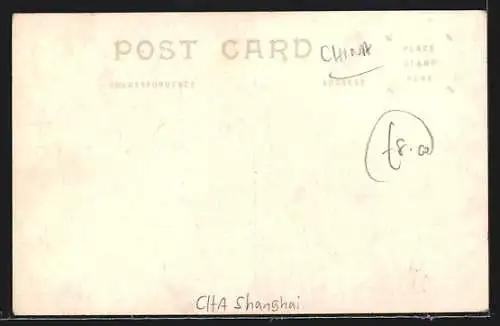 POST CARD
CHINA
PLACE
STAMP
HERE
CORRESPONDENCE
ADDRESS
£8.00
CHA Shanghai